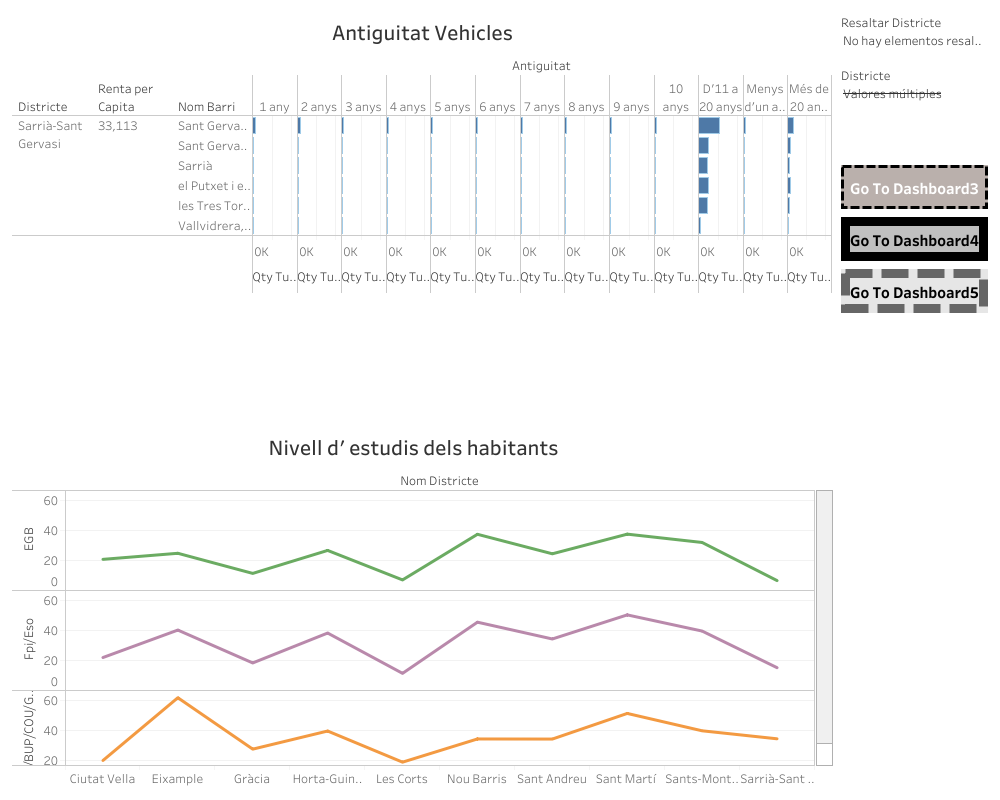 Antiguitat Vehicles
Resaltar Districte
No hay elementos resal..
Districte
Valores múltiples
Antiguitat
Districte
Renta per
Capita
Nom Barri
1 any
2 anys
3 anys
4 anys
5 anys
6 anys
7 anys
8 anys
9 anys
10
anys
D'11 a
20 anys
Menys
d'un a..
Més de
20 an..
Sarrià-Sant
Gervasi
33,113
Sant Gerva..
Sant Gerva..
Sarrià
el Putxet i e..
les Tres Tor..
Vallvidrera,..
0K
0K
0K
0K
0K
0K
0K
0K
0K
0K
0K
0K
0K
Qty Tu..
Qty Tu..
Qty Tu..
Qty Tu..
Qty Tu..
Qty Tu..
Qty Tu..
Qty Tu..
Qty Tu..
Qty Tu..
Qty Tu..
Qty Tu..
Qty Tu..
Go To Dashboard3
Go To Dashboard4
Go To Dashboard5
Nivell d’ estudis dels habitants
Nom Districte
EGB
60
40
20
0
Fpi/Eso
60
40
20
0
/BUP/COU/G..
60
40
20
Ciutat Vella
Eixample
Gràcia
Horta-Guin..
Les Corts
Nou Barris
Sant Andreu
Sant Martí
Sants-Mont..
Sarrià-Sant ..